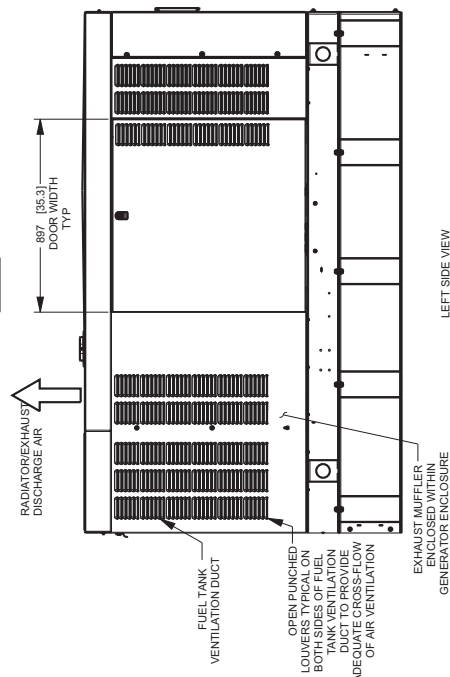 RADIATOR/EXHAUST
DISCHARGE AIR
897 [35.3]
DOOR WIDTH
TYP
FUEL TANK
VENTILATION DUCT
OPEN PUNCHED
LOUVERS TYPICAL ON
BOTH SIDES OF FUEL
TANK VENTILATION
DUCT TO PROVIDE
ADEQUATE CROSS-FLOW
OF AIR VENTILATION
EXHAUST MUFFLER
ENCLOSED WITHIN
GENERATOR ENCLOSURE
LEFT SIDE VIEW